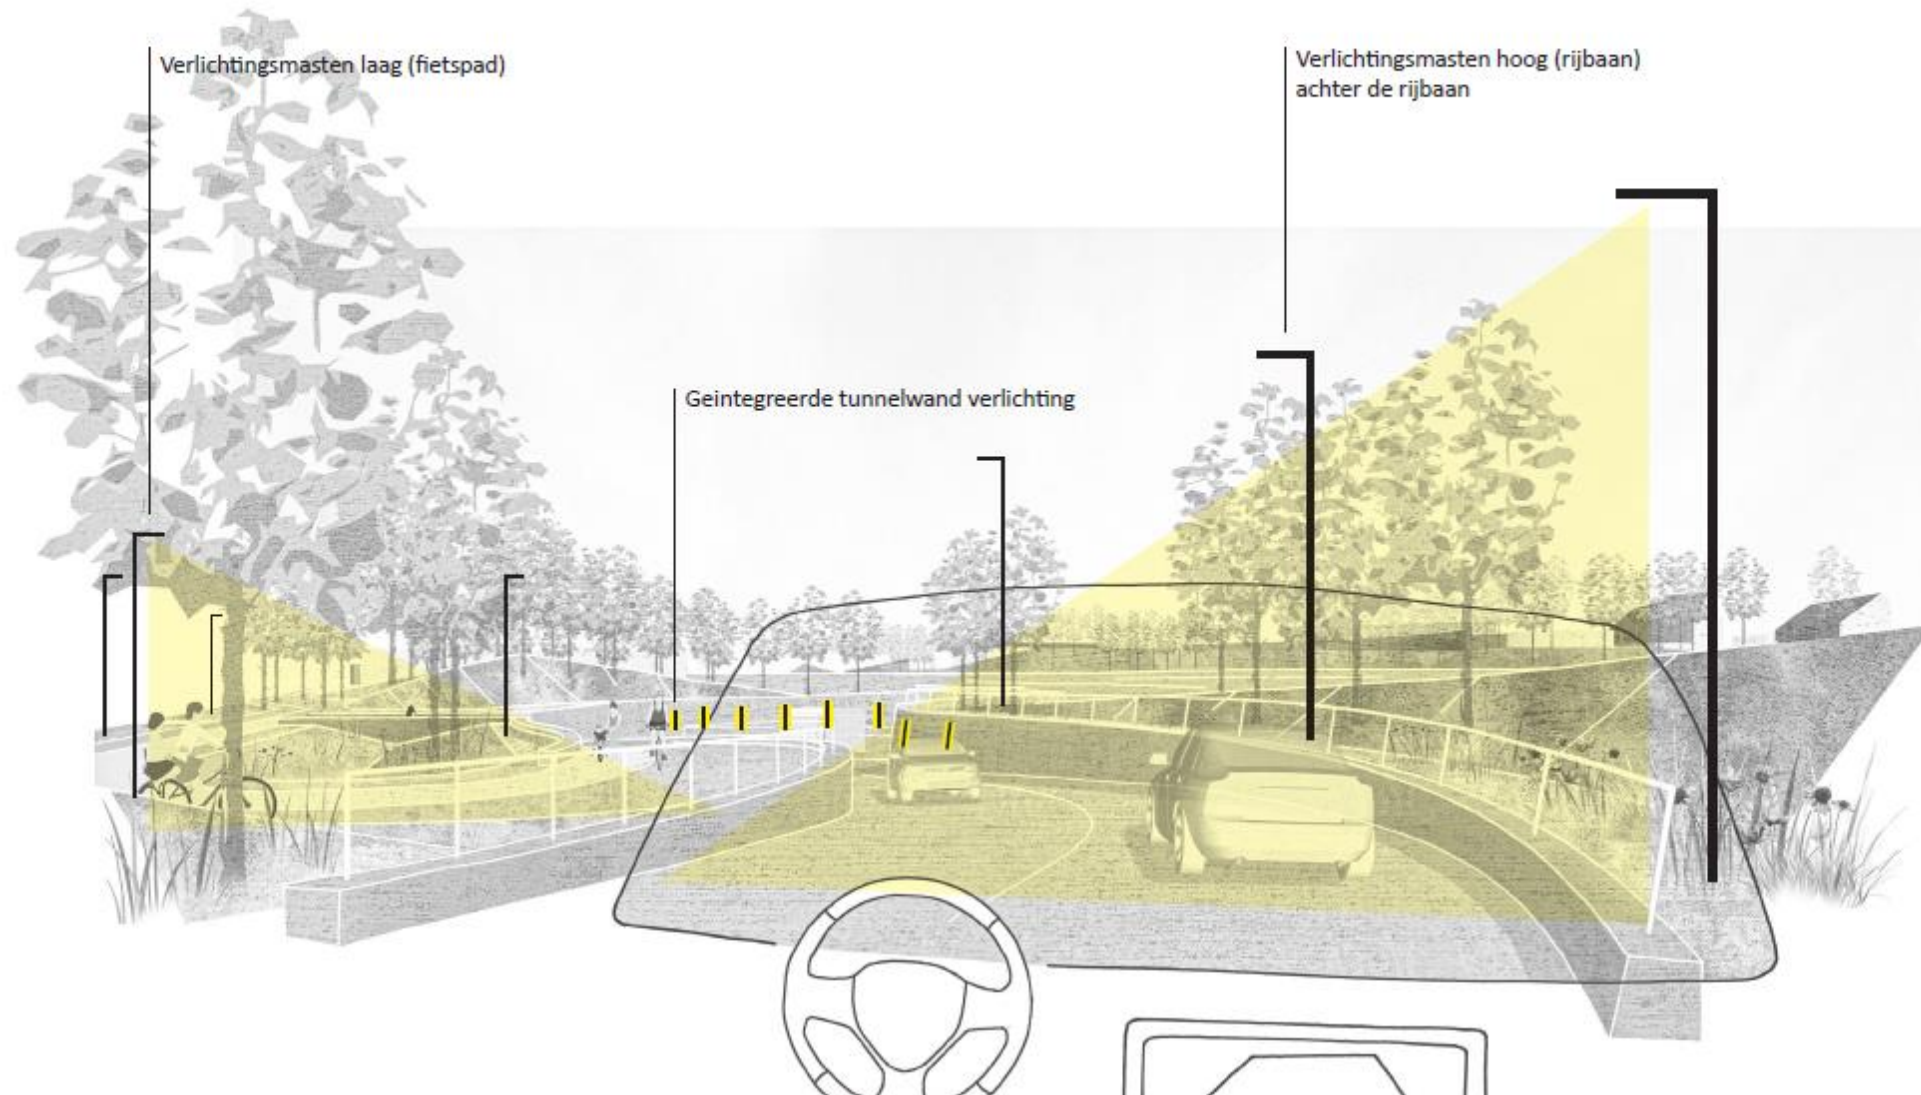 Verlichtingsmasten laag (fietspad)
Verlichtingsmasten hoog (rijbaan)
achter de rijbaan
Geintegreerde tunnelwand verlichting